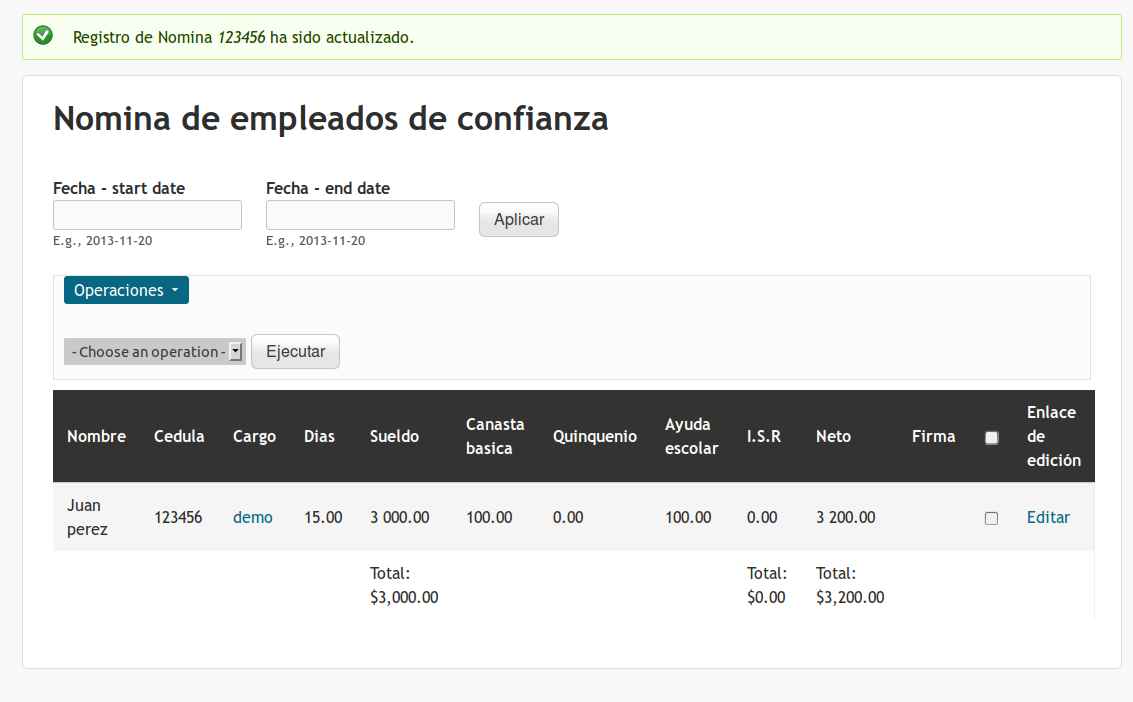 Registro de Nomina 123456 ha sido actualizado.
Nomina de empleados de confianza
Fecha - start date
Fecha - end date
Aplicar
E.g., 2013-11-20
E.g., 2013-11-20
Operaciones
- Choose an operation -
Ejecutar
Nombre Cedula Cargo Dias Sueldo Canasta basica Quinquenio Ayuda escolar I.S.R Neto Firma Enlace de edición
Juan perez 123456 demo 15.00 3 000.00 100.00 0.00 100.00 0.00 3 200.00 Editar
Total: Total: Total:
$3,000.00 $0.00 $3,200.00